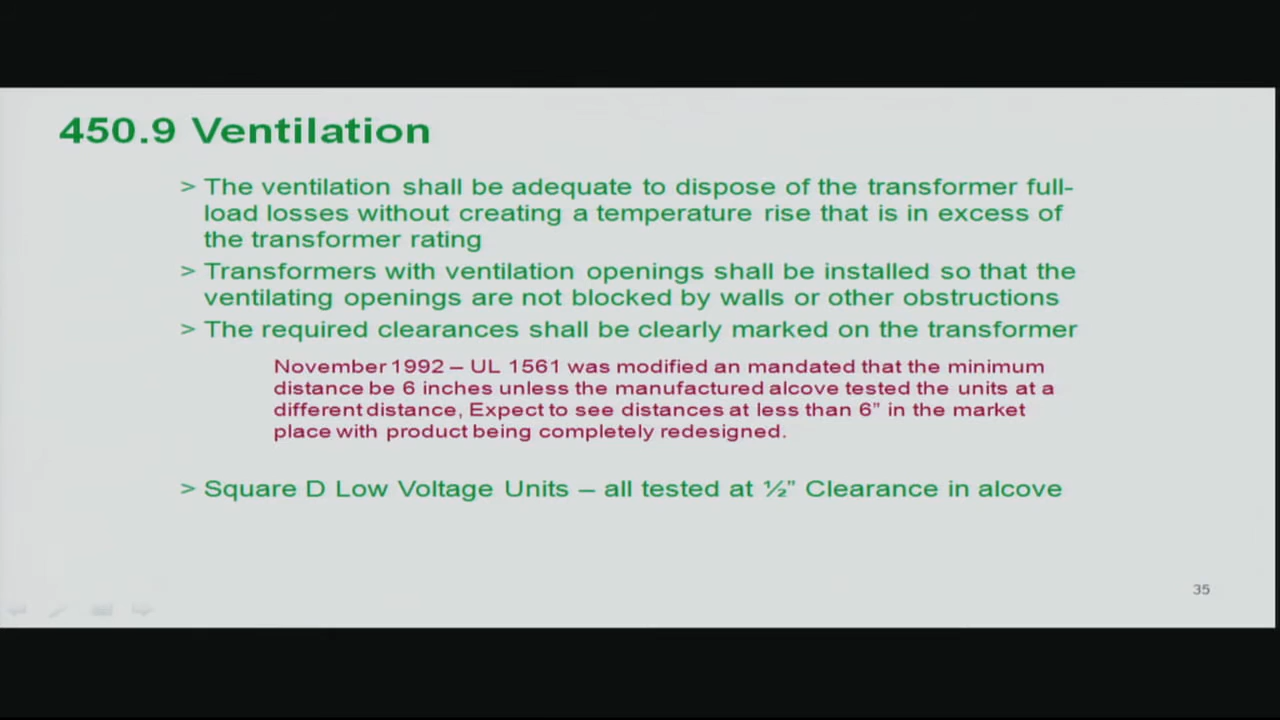 450.9 Ventilation
> The ventilation shall be adequate to dispose of the transformer full-
load losses without creating a temperature rise that is in excess of
the transformer rating
> Transformers with ventilation openings shall be installed so that the
ventilating openings are not blocked by walls or other obstructions
> The required clearances shall be clearly marked on the transformer
November 1992 – UL 1561 was modified an mandated that the minimum
distance be 6 inches unless the manufactured alcove tested the units at a
different distance, Expect to see distances at less than 6” in the market
place with product being completely redesigned.
> Square D Low Voltage Units – all tested at ½” Clearance in alcove
35